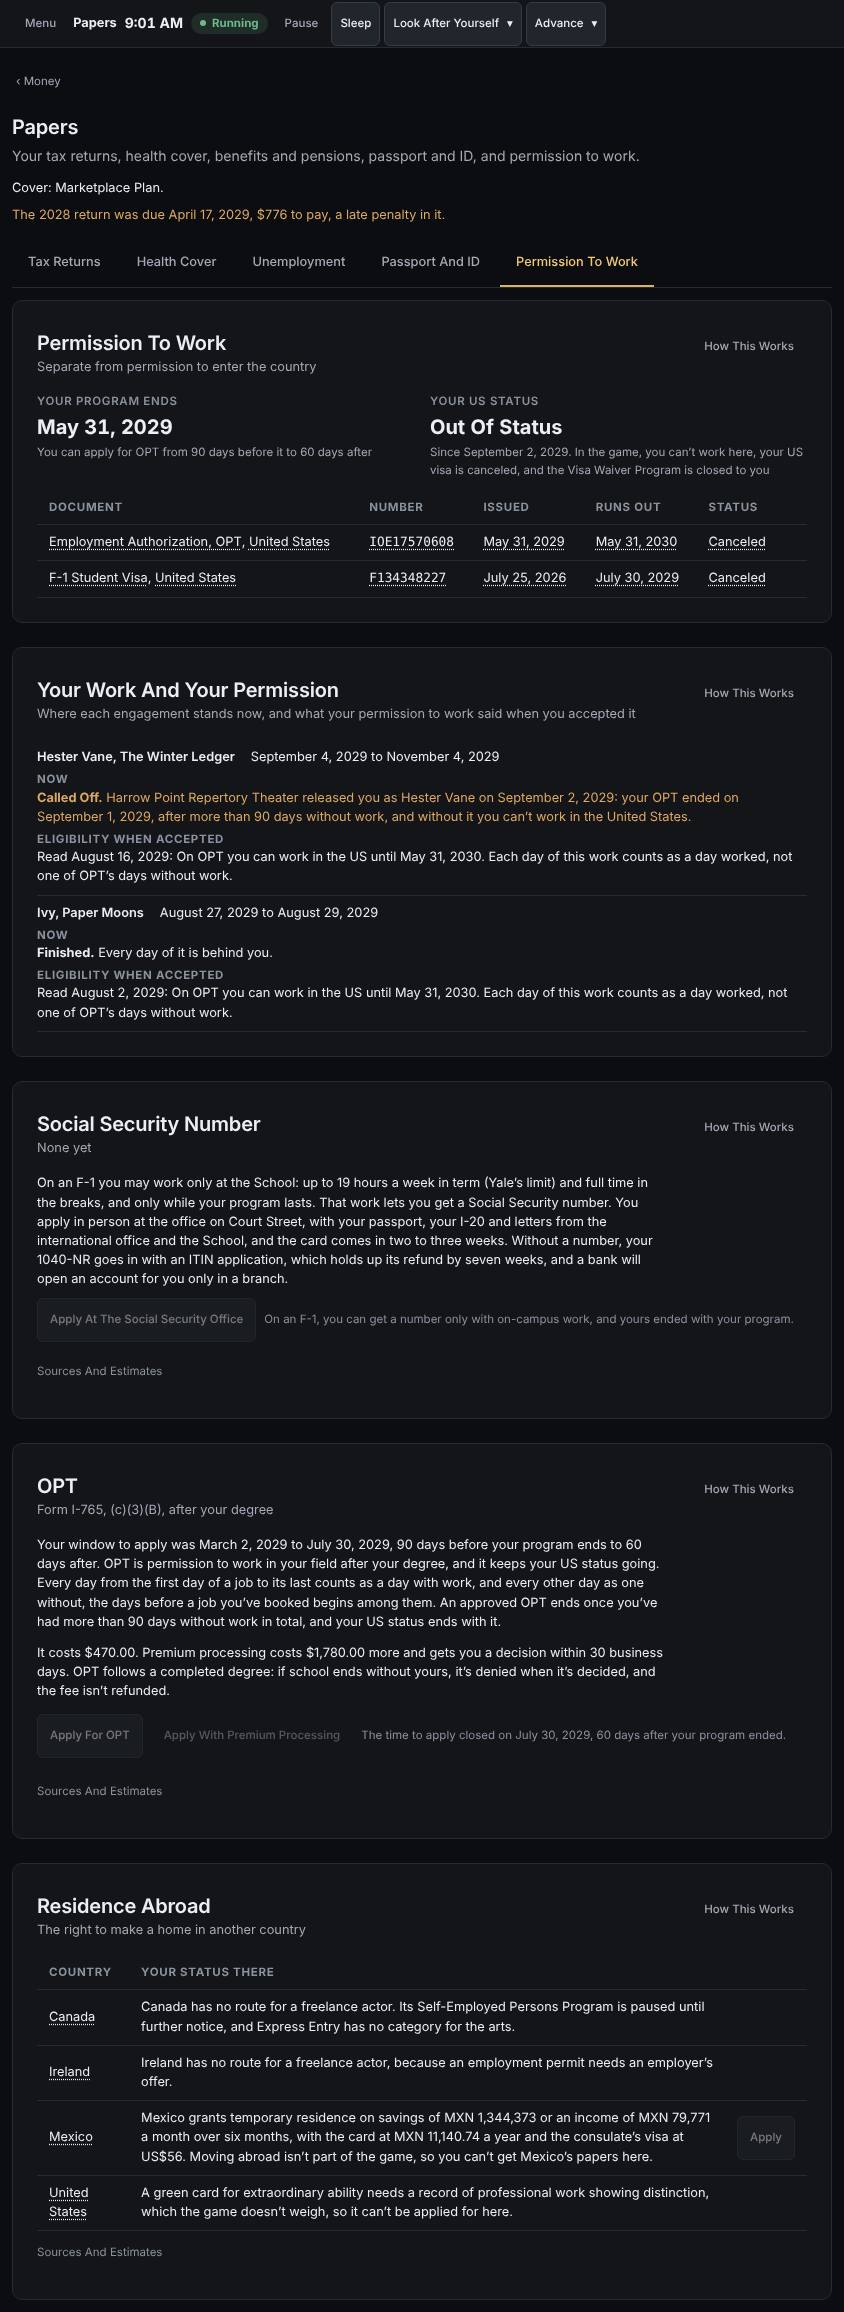 Menu Papers 9:01 AM Running Pause Sleep Look After Yourself ▾ Advance ▾
‹ Money
Papers
Your tax returns, health cover, benefits and pensions, passport and ID, and permission to work.
Cover: Marketplace Plan.
The 2028 return was due April 17, 2029, $776 to pay, a late penalty in it.
Tax Returns Health Cover Unemployment Passport And ID Permission To Work
Permission To Work How This Works
Separate from permission to enter the country
YOUR PROGRAM ENDS YOUR US STATUS
May 31, 2029 Out Of Status
You can apply for OPT from 90 days before it to 60 days after Since September 2, 2029. In the game, you can’t work here, your US
visa is canceled, and the Visa Waiver Program is closed to you
DOCUMENT NUMBER ISSUED RUNS OUT STATUS
Employment Authorization, OPT, United States IOE17570608 May 31, 2029 May 31, 2030 Canceled
F-1 Student Visa, United States F134348227 July 25, 2026 July 30, 2029 Canceled
Your Work And Your Permission How This Works
Where each engagement stands now, and what your permission to work said when you accepted it
Hester Vane, The Winter Ledger September 4, 2029 to November 4, 2029
NOW
Called Off. Harrow Point Repertory Theater released you as Hester Vane on September 2, 2029: your OPT ended on
September 1, 2029, after more than 90 days without work, and without it you can’t work in the United States.
ELIGIBILITY WHEN ACCEPTED
Read August 16, 2029: On OPT you can work in the US until May 31, 2030. Each day of this work counts as a day worked, not
one of OPT’s days without work.
Ivy, Paper Moons August 27, 2029 to August 29, 2029
NOW
Finished. Every day of it is behind you.
ELIGIBILITY WHEN ACCEPTED
Read August 2, 2029: On OPT you can work in the US until May 31, 2030. Each day of this work counts as a day worked, not
one of OPT’s days without work.
Social Security Number How This Works
None yet
On an F-1 you may work only at the School: up to 19 hours a week in term (Yale’s limit) and full time in
the breaks, and only while your program lasts. That work lets you get a Social Security number. You
apply in person at the office on Court Street, with your passport, your I-20 and letters from the
international office and the School, and the card comes in two to three weeks. Without a number, your
1040-NR goes in with an ITIN application, which holds up its refund by seven weeks, and a bank will
open an account for you only in a branch.
Apply At The Social Security Office On an F-1, you can get a number only with on-campus work, and yours ended with your program.
Sources And Estimates
OPT How This Works
Form I-765, (c)(3)(B), after your degree
Your window to apply was March 2, 2029 to July 30, 2029, 90 days before your program ends to 60
days after. OPT is permission to work in your field after your degree, and it keeps your US status going.
Every day from the first day of a job to its last counts as a day with work, and every other day as one
without, the days before a job you’ve booked begins among them. An approved OPT ends once you’ve
had more than 90 days without work in total, and your US status ends with it.
It costs $470.00. Premium processing costs $1,780.00 more and gets you a decision within 30 business
days. OPT follows a completed degree: if school ends without yours, it’s denied when it’s decided, and
the fee isn’t refunded.
Apply For OPT Apply With Premium Processing The time to apply closed on July 30, 2029, 60 days after your program ended.
Sources And Estimates
Residence Abroad How This Works
The right to make a home in another country
COUNTRY YOUR STATUS THERE
Canada Canada has no route for a freelance actor. Its Self-Employed Persons Program is paused until
further notice, and Express Entry has no category for the arts.
Ireland Ireland has no route for a freelance actor, because an employment permit needs an employer’s
offer.
Mexico Mexico grants temporary residence on savings of MXN 1,344,373 or an income of MXN 79,771
a month over six months, with the card at MXN 11,140.74 a year and the consulate’s visa at
US$56. Moving abroad isn’t part of the game, so you can’t get Mexico’s papers here. Apply
United States A green card for extraordinary ability needs a record of professional work showing distinction,
which the game doesn’t weigh, so it can’t be applied for here.
Sources And Estimates